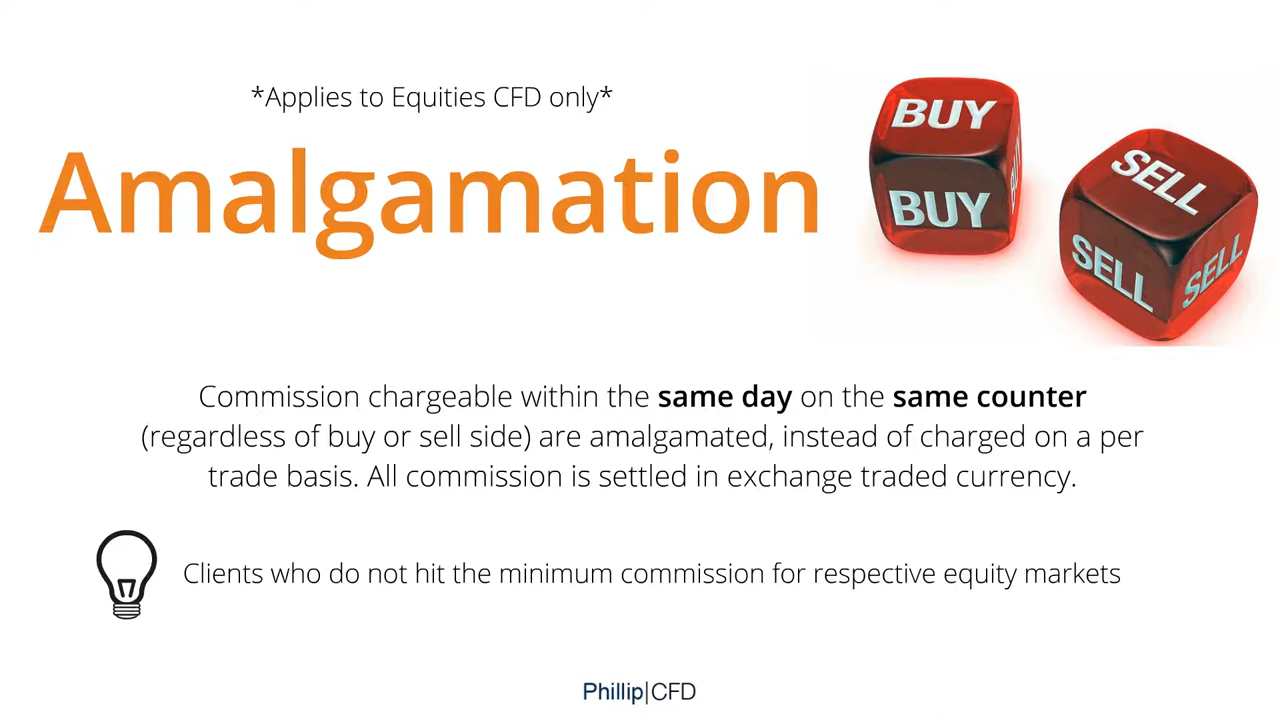 *Applies to Equities CFD only*
Amalgamation
BUY
BUY
BUY
SELL
SELL
SELL
Commission chargeable within the same day on the same counter
(regardless of buy or sell side) are amalgamated, instead of charged on a per
trade basis. All commission is settled in exchange traded currency.
Clients who do not hit the minimum commission for respective equity markets
Phillip|CFD